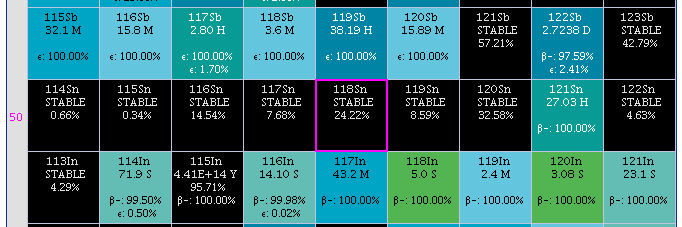 115Sb
32.1 M
ε: 100.00%
116Sb
15.8 M
ε: 100.00%
117Sb
2.80 H
ε: 100.00%
ε: 1.70%
118Sb
3.6 M
ε: 100.00%
119Sb
38.19 H
ε: 100.00%
120Sb
15.89 M
ε: 100.00%
121Sb
STABLE
57.21%
122Sb
2.7238 D
β-: 97.59%
ε: 2.41%
123Sb
STABLE
42.79%
50
114Sn
STABLE
0.66%
115Sn
STABLE
0.34%
116Sn
STABLE
14.54%
117Sn
STABLE
7.68%
118Sn
STABLE
24.22%
119Sn
STABLE
8.59%
120Sn
STABLE
32.58%
121Sn
27.03 H
β-: 100.00%
122Sn
STABLE
4.63%
113In
STABLE
4.29%
114In
71.9 S
β-: 99.50%
ε: 0.50%
115In
4.41E+14 Y
95.71%
β-: 100.00%
116In
14.10 S
β-: 99.98%
ε: 0.02%
117In
43.2 M
β-: 100.00%
118In
5.0 S
β-: 100.00%
119In
2.4 M
β-: 100.00%
120In
3.08 S
β-: 100.00%
121In
23.1 S
β-: 100.00%